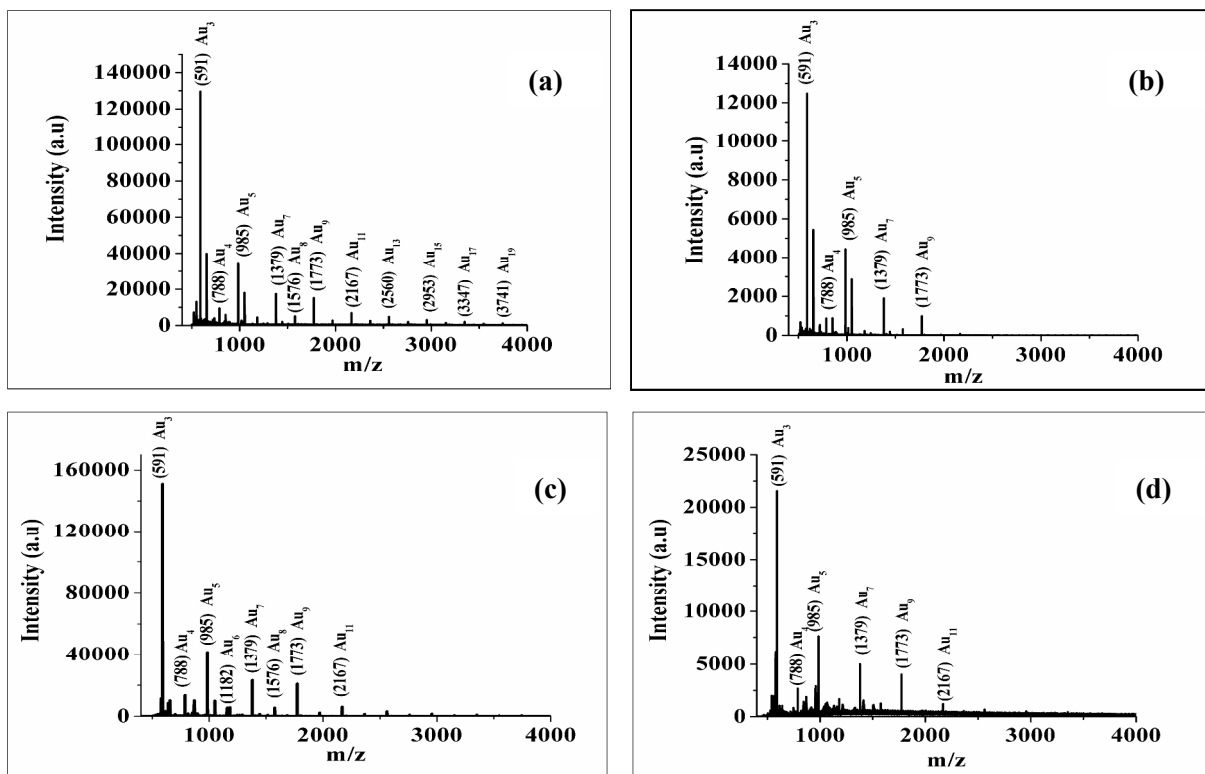 (a)
Intensity (a.u)
140000
120000
100000
80000
60000
40000
20000
0
(591) Au₃
(788) Au₄
(985) Au₅
(1379) Au₇
(1576) Au₈
(1773) Au₉
(2167) Au₁₁
(2560) Au₁₃
(2953) Au₁₅
(3347) Au₁₇
(3741) Au₁₉
1000 2000 3000 4000
m/z
(b)
Intensity (a.u)
14000
12000
10000
8000
6000
4000
2000
0
(591) Au₃
(788) Au₄
(985) Au₅
(1379) Au₇
(1773) Au₉
1000 2000 3000 4000
m/z
(c)
Intensity (a.u)
160000
120000
80000
40000
0
(591) Au₃
(788) Au₄
(985) Au₅
(1182) Au₆
(1379) Au₇
(1576) Au₈
(1773) Au₉
(2167) Au₁₁
1000 2000 3000 4000
m/z
(d)
Intensity (a.u)
25000
20000
15000
10000
5000
0
(591) Au₃
(788) Au₄
(985) Au₅
(1379) Au₇
(1773) Au₉
(2167) Au₁₁
1000 2000 3000 4000
m/z